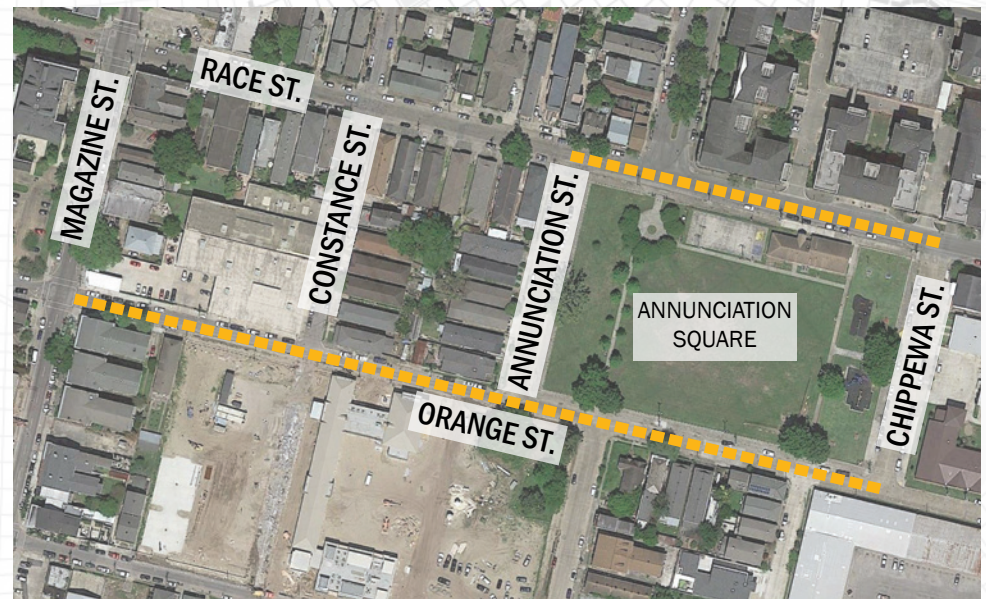 RACE ST.
MAGAZINE ST.
CONSTANCE ST.
ANNUNCIATION ST.
ANNUNCIATION
SQUARE
CHIPPEWA ST.
ORANGE ST.